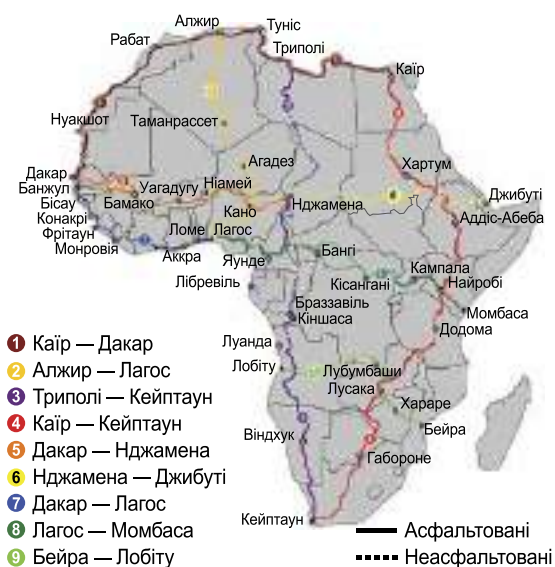 Алжир
Туніс
Рабат
Триполі
Каїр
Нуакшот
Таманрассет
Агадез
Хартум
Дакар
Банжул
Бісау
Конакрі
Фрітаун
Монровія
Бамако
Уагадугу
Ніамей
Кано
Нджамена
Джибуті
Аддіс-Абеба
Ломе
Лагос
Аккра
Яунде
Бангі
Лібревіль
Кісангані
Кампала
Найробі
Браззавіль
Кіншаса
Момбаса
Додома
Луанда
Лобіту
Лубумбаши
Лусака
Хараре
Бейра
Віндхук
Габороне
Кейптаун
1 Каїр — Дакар
2 Алжир — Лагос
3 Триполі — Кейптаун
4 Каїр — Кейптаун
5 Дакар — Нджамена
6 Нджамена — Джибуті
7 Дакар — Лагос
8 Лагос — Момбаса
9 Бейра — Лобіту
Асфальтовані
Неасфальтовані